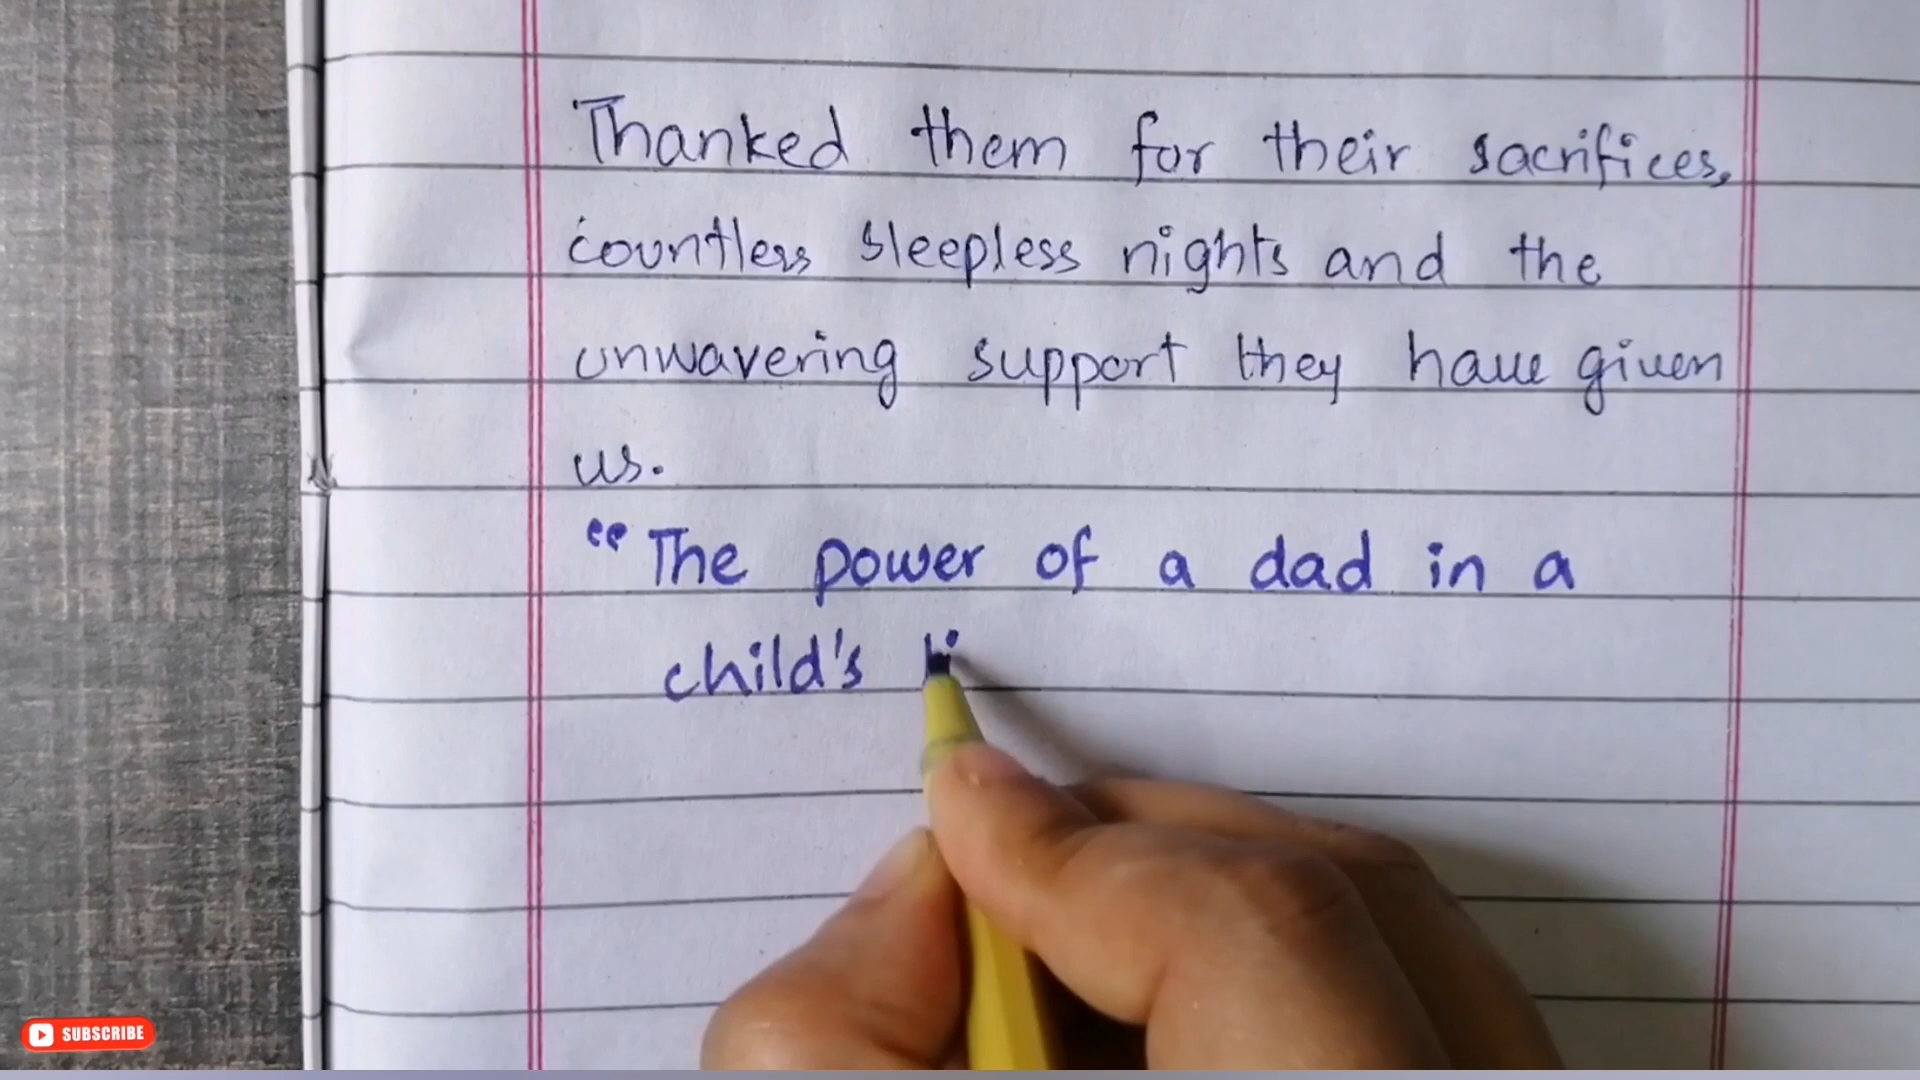 Thanked them for their sacrifices,
countless sleepless nights and the
unwavering support they have given
us.
“The power of a dad in a
child's li
SUBSCRIBE